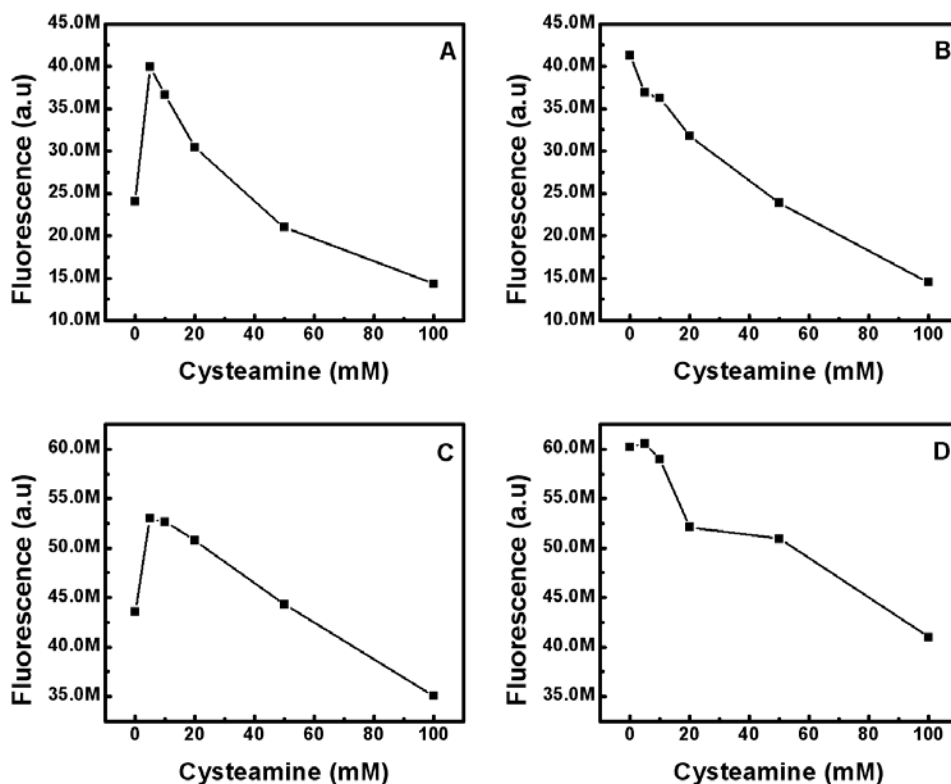 A
Fluorescence (a.u)
45.0M
40.0M
35.0M
30.0M
25.0M
20.0M
15.0M
10.0M
0 20 40 60 80 100
Cysteamine (mM)
B
Fluorescence (a.u)
45.0M
40.0M
35.0M
30.0M
25.0M
20.0M
15.0M
10.0M
0 20 40 60 80 100
Cysteamine (mM)
C
Fluorescence (a.u)
60.0M
55.0M
50.0M
45.0M
40.0M
35.0M
0 20 40 60 80 100
Cysteamine (mM)
D
Fluorescence (a.u)
60.0M
55.0M
50.0M
45.0M
40.0M
35.0M
0 20 40 60 80 100
Cysteamine (mM)